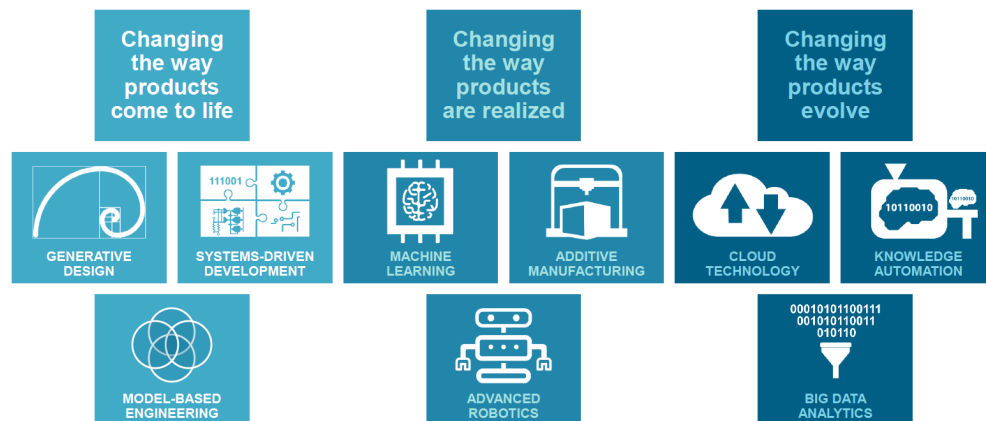 Changing
the way
products
come to life
Changing
the way
products
are realized
Changing
the way
products
evolve
111001
GENERATIVE
DESIGN
SYSTEMS-DRIVEN
DEVELOPMENT
MACHINE
LEARNING
ADDITIVE
MANUFACTURING
CLOUD
TECHNOLOGY
10110010
10110010
KNOWLEDGE
AUTOMATION
MODEL-BASED
ENGINEERING
ADVANCED
ROBOTICS
00010101100111
001010110011
010110
BIG DATA
ANALYTICS